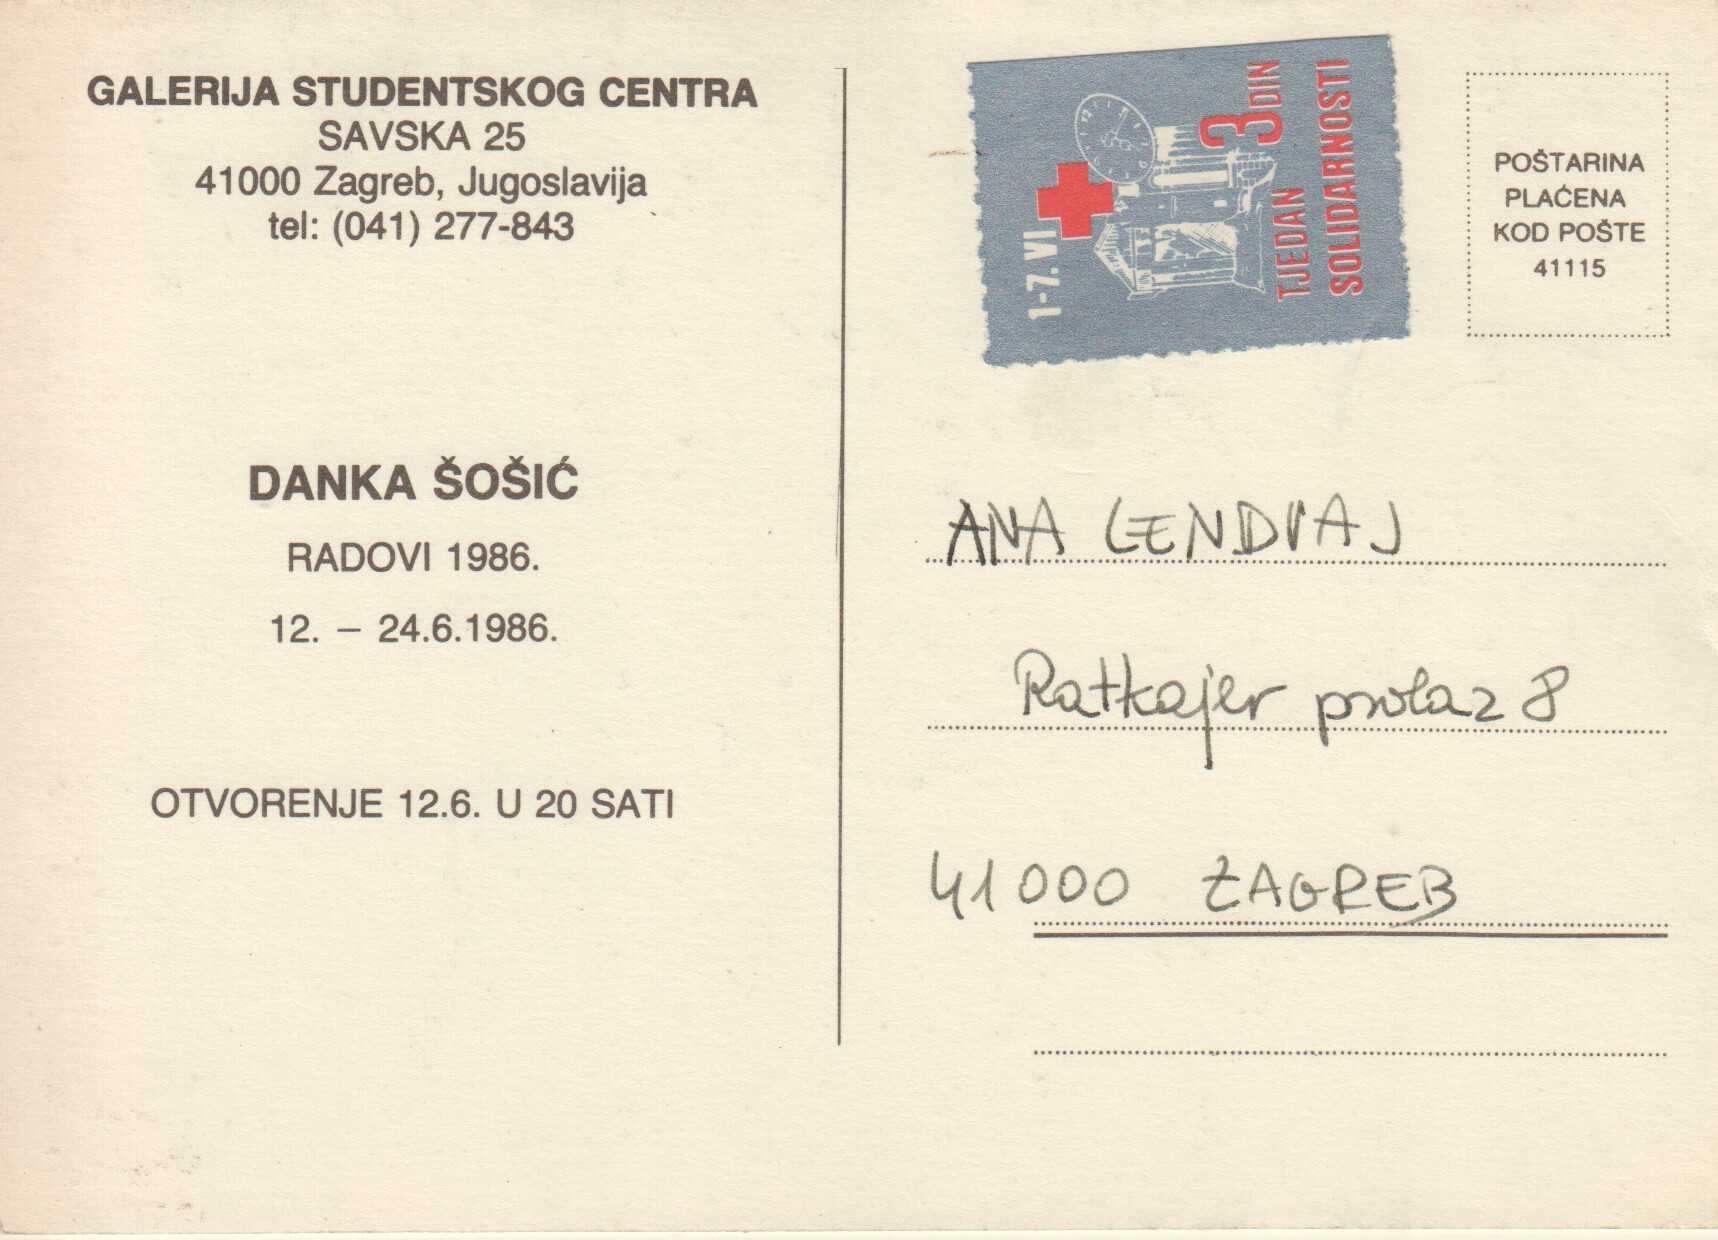 GALERIJA STUDENTSKOG CENTRA
SAVSKA 25
41000 Zagreb, Jugoslavija
tel: (041) 277-843
DANKA ŠOŠIĆ
RADOVI 1986.
12. – 24.6.1986.
OTVORENJE 12.6. U 20 SATI
1-7. VI
3 DIN
TJEDAN
SOLIDARNOSTI
POŠTARINA
PLAĆENA
KOD POŠTE
41115
ANA LENDVAJ
Ratkajev prolaz 8
41000 ZAGREB